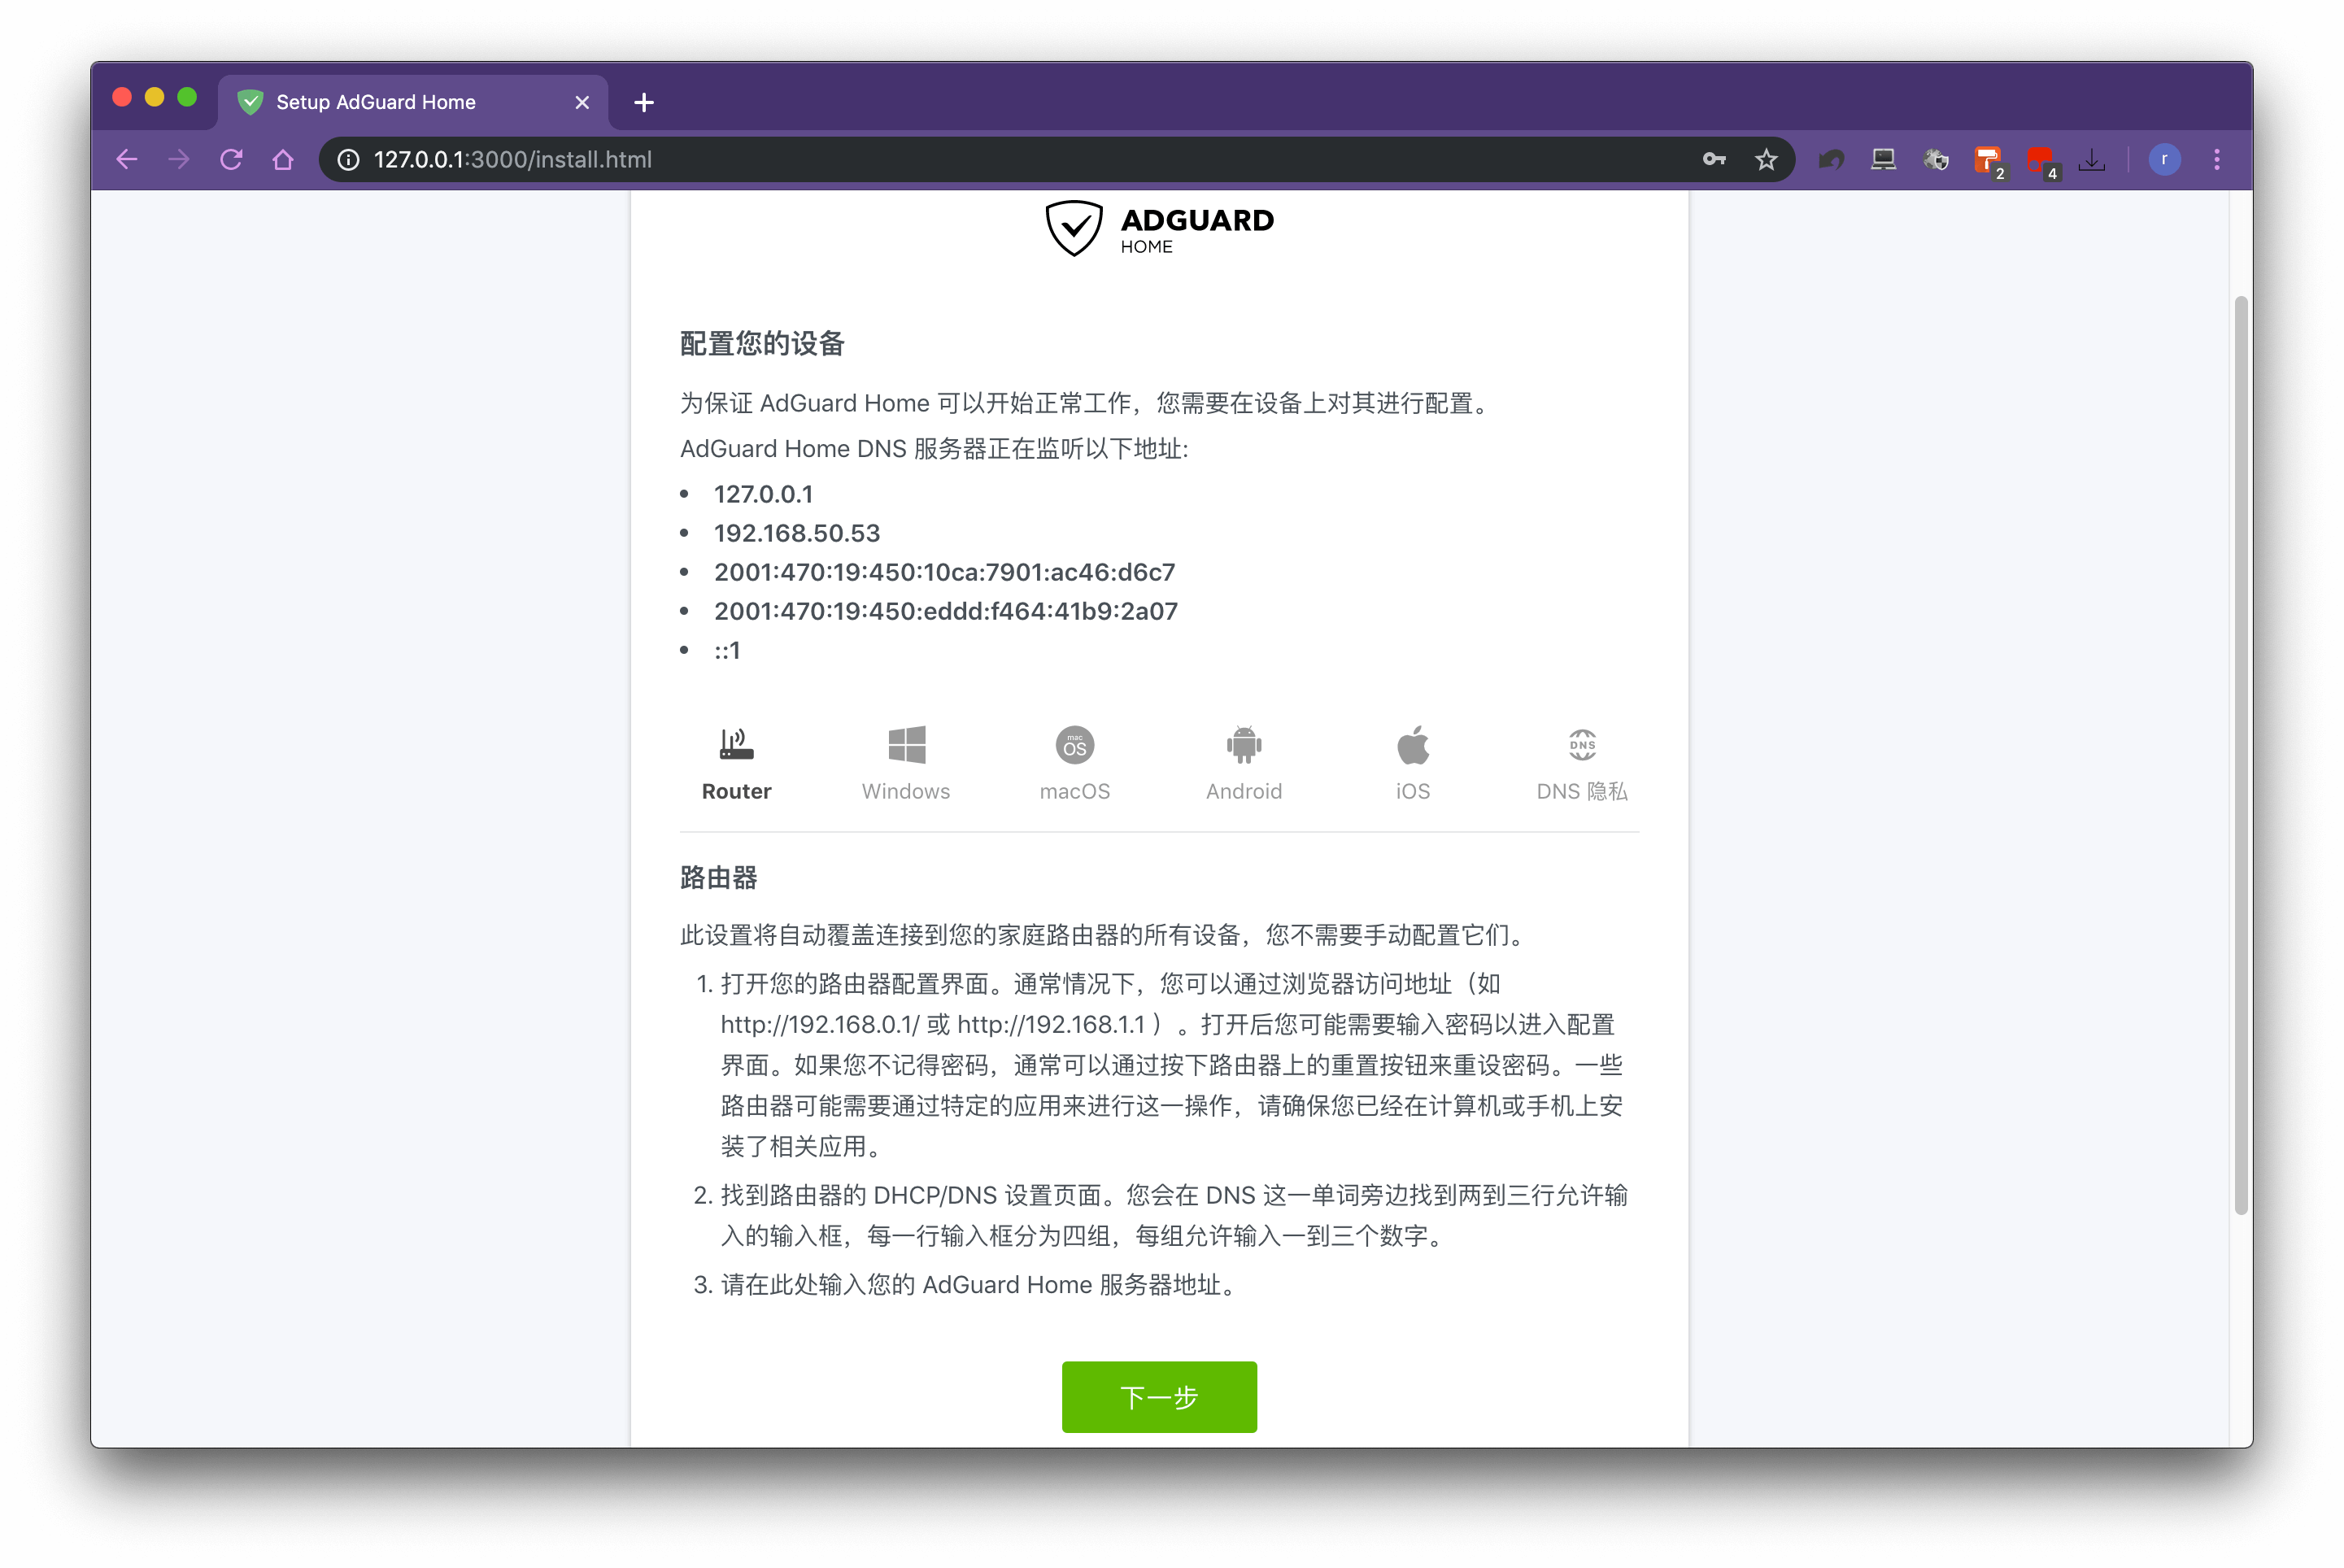 Setup AdGuard Home
127.0.0.1:3000/install.html
2
4
r
ADGUARD
HOME
配置您的设备
为保证 AdGuard Home 可以开始正常工作，您需要在设备上对其进行配置。
AdGuard Home DNS 服务器正在监听以下地址:
• 127.0.0.1
• 192.168.50.53
• 2001:470:19:450:10ca:7901:ac46:d6c7
• 2001:470:19:450:eddd:f464:41b9:2a07
• ::1
mac
OS
DNS
Router Windows macOS Android iOS DNS 隐私
路由器
此设置将自动覆盖连接到您的家庭路由器的所有设备，您不需要手动配置它们。
1. 打开您的路由器配置界面。通常情况下，您可以通过浏览器访问地址（如
http://192.168.0.1/ 或 http://192.168.1.1 ）。打开后您可能需要输入密码以进入配置
界面。如果您不记得密码，通常可以通过按下路由器上的重置按钮来重设密码。一些
路由器可能需要通过特定的应用来进行这一操作，请确保您已经在计算机或手机上安
装了相关应用。
2. 找到路由器的 DHCP/DNS 设置页面。您会在 DNS 这一单词旁边找到两到三行允许输
入的输入框，每一行输入框分为四组，每组允许输入一到三个数字。
3. 请在此处输入您的 AdGuard Home 服务器地址。
下一步